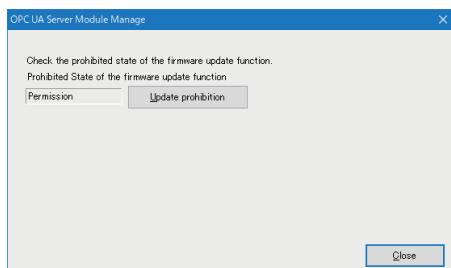 OPC UA Server Module Manage
Check the prohibited state of the firmware update function.
Prohibited State of the firmware update function
Permission
Update prohibition
Close